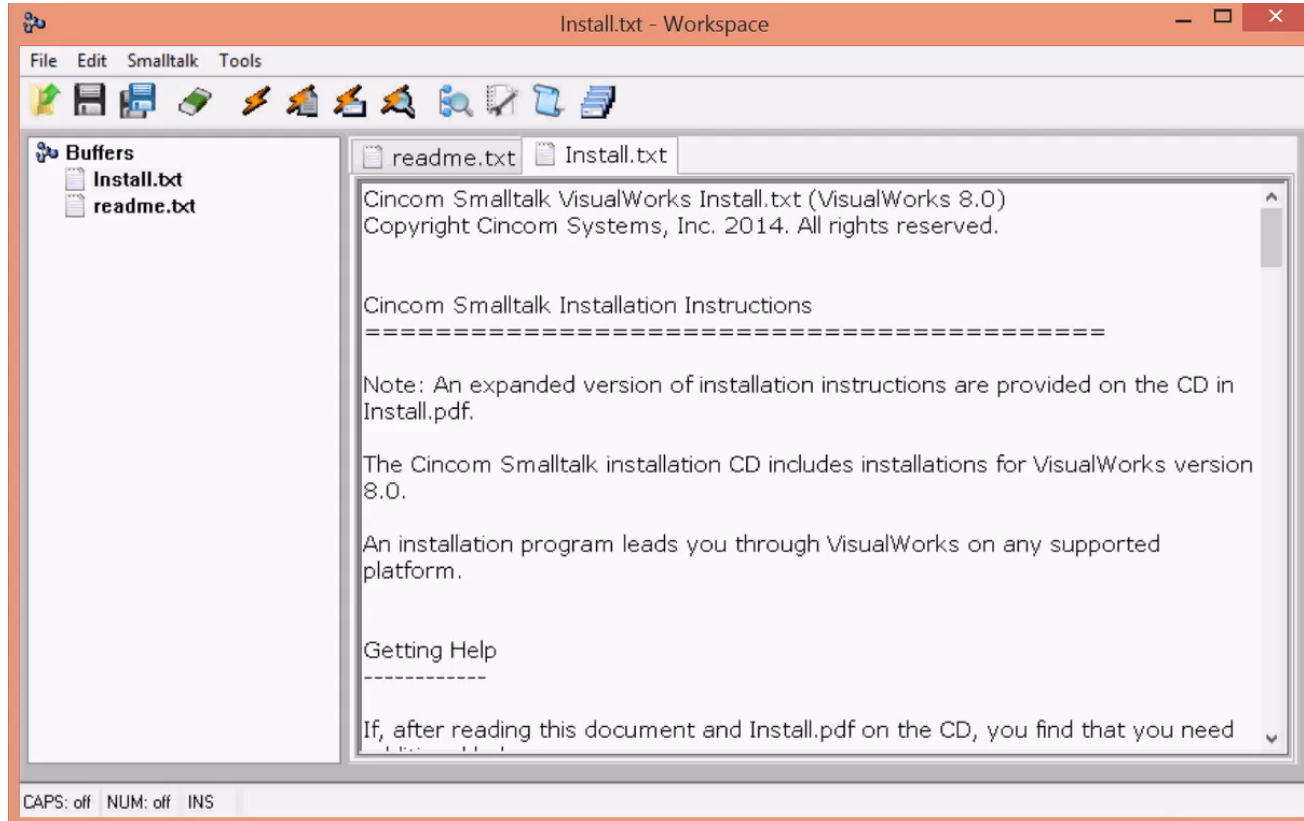 Install.txt - Workspace
File Edit Smalltalk Tools
Buffers
Install.txt
readme.txt
readme.txt Install.txt
Cincom Smalltalk VisualWorks Install.txt (VisualWorks 8.0)
Copyright Cincom Systems, Inc. 2014. All rights reserved.
Cincom Smalltalk Installation Instructions
==========================================
Note: An expanded version of installation instructions are provided on the CD in
Install.pdf.
The Cincom Smalltalk installation CD includes installations for VisualWorks version
8.0.
An installation program leads you through VisualWorks on any supported
platform.
Getting Help
------------
If, after reading this document and Install.pdf on the CD, you find that you need
CAPS: off NUM: off INS